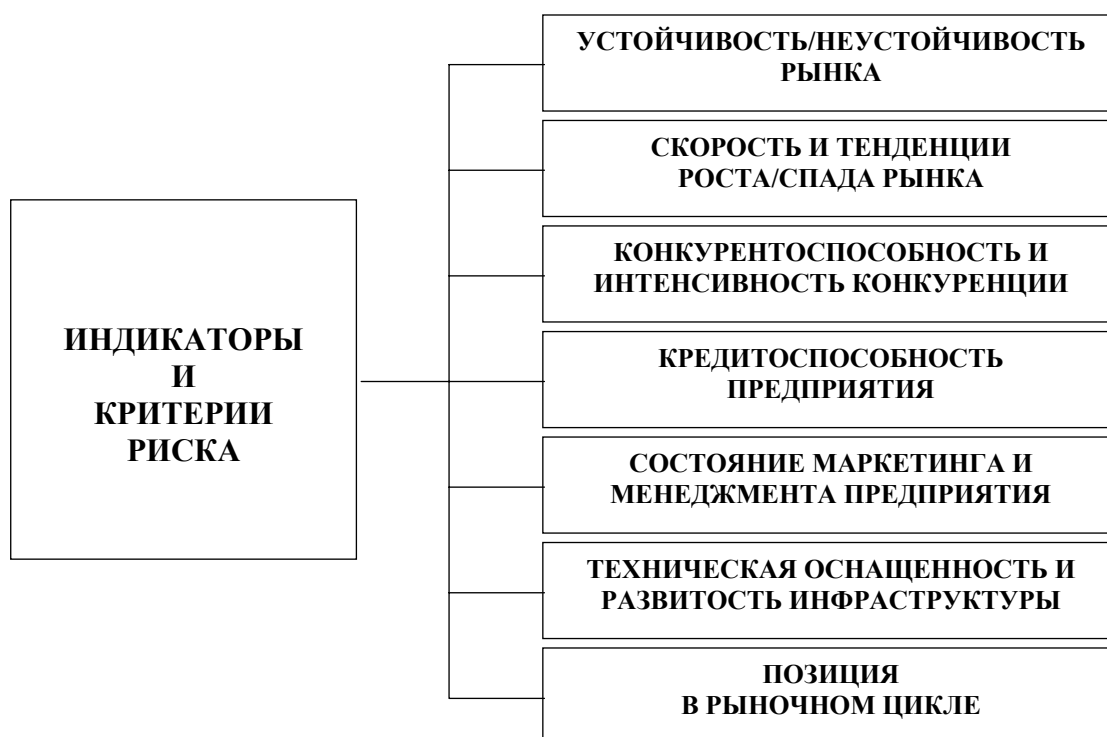 УСТОЙЧИВОСТЬ/НЕУСТОЙЧИВОСТЬ
РЫНКА
СКОРОСТЬ И ТЕНДЕНЦИИ
РОСТА/СПАДА РЫНКА
КОНКУРЕНТОСПОСОБНОСТЬ И
ИНТЕНСИВНОСТЬ КОНКУРЕНЦИИ
ИНДИКАТОРЫ
И
КРИТЕРИИ
РИСКА
КРЕДИТОСПОСОБНОСТЬ
ПРЕДПРИЯТИЯ
СОСТОЯНИЕ МАРКЕТИНГА И
МЕНЕДЖМЕНТА ПРЕДПРИЯТИЯ
ТЕХНИЧЕСКАЯ ОСНАЩЕННОСТЬ И
РАЗВИТОСТЬ ИНФРАСТРУКТУРЫ
ПОЗИЦИЯ
В РЫНОЧНОМ ЦИКЛЕ